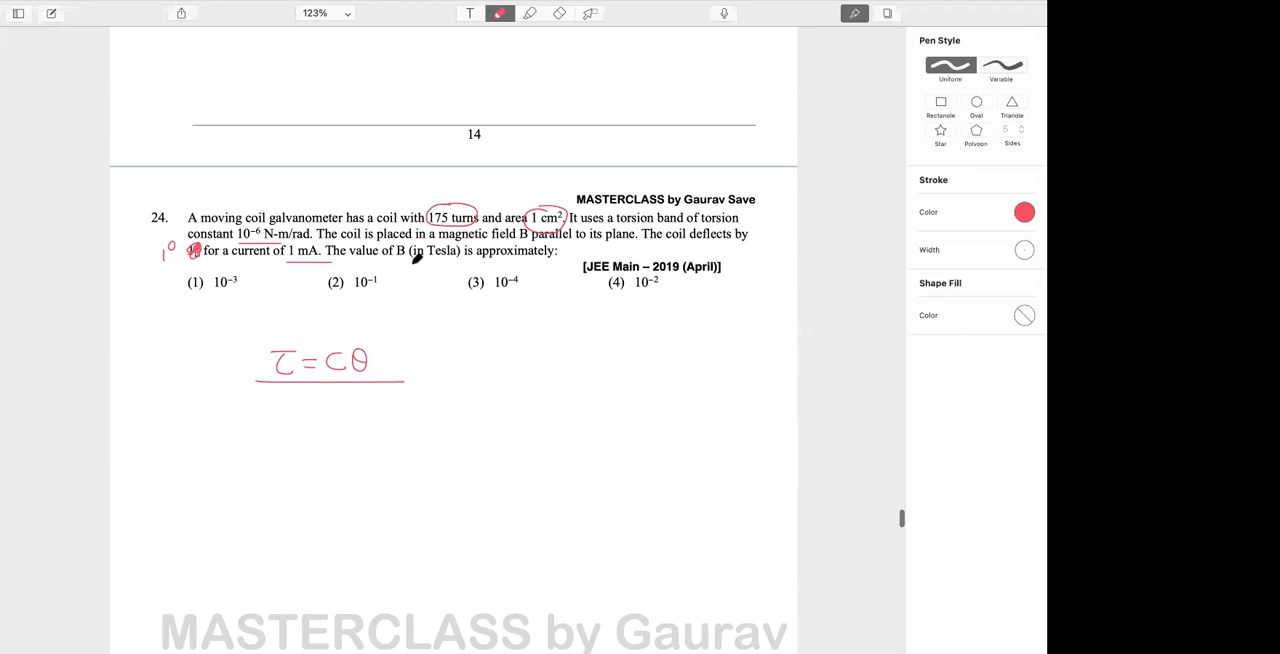 123%
T
Pen Style
Uniform
Variable
Rectangle
Oval
Triangle
Star
Polygon
5
Sides
Stroke
Color
Width
Shape Fill
Color
14
MASTERCLASS by Gaurav Save
24. A moving coil galvanometer has a coil with 175 turns and area 1 cm². It uses a torsion band of torsion
constant 10⁻⁶ N-m/rad. The coil is placed in a magnetic field B parallel to its plane. The coil deflects by
1⁰ for a current of 1 mA. The value of B (in Tesla) is approximately:
[JEE Main – 2019 (April)]
(1) 10⁻³ (2) 10⁻¹ (3) 10⁻⁴ (4) 10⁻²
τ = Cθ
MASTERCLASS by Gaurav